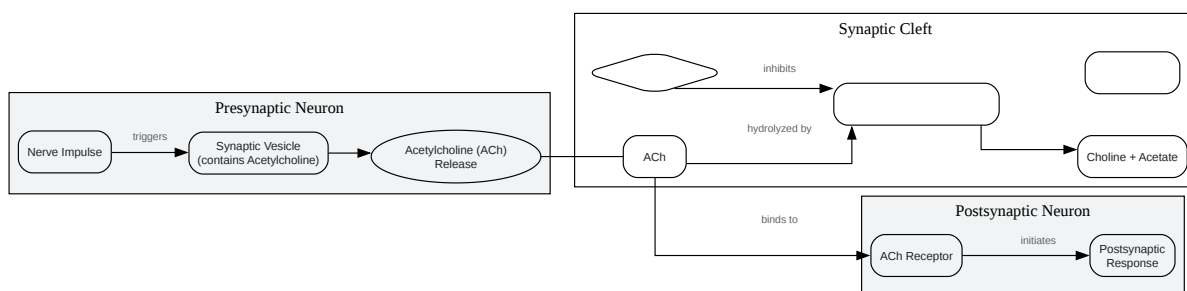 Synaptic Cleft
inhibits
Presynaptic Neuron
Nerve Impulse
triggers
Synaptic Vesicle
(contains Acetylcholine)
Acetylcholine (ACh)
Release
hydrolyzed by
ACh
Choline + Acetate
binds to
Postsynaptic Neuron
ACh Receptor
initiates
Postsynaptic
Response